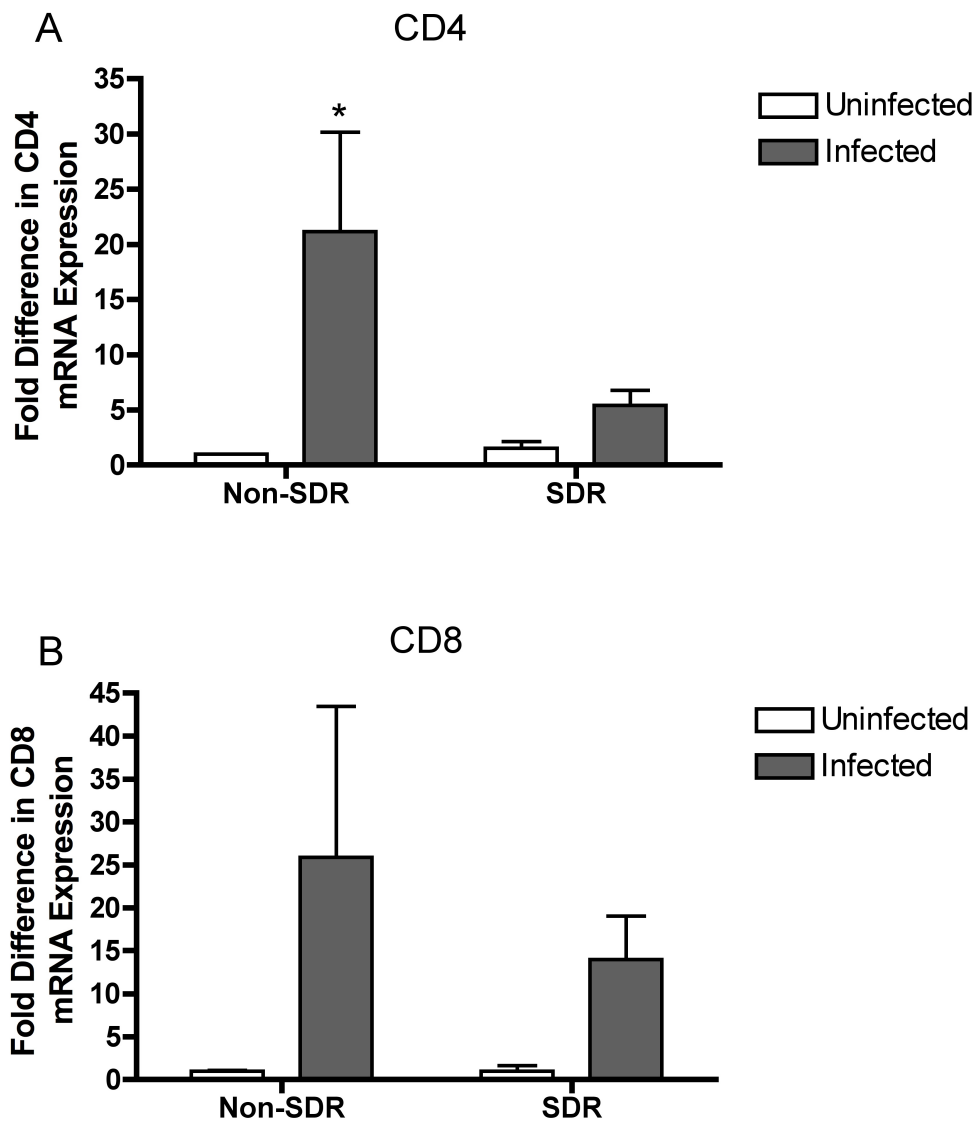 A
CD4
Fold Difference in CD4
mRNA Expression
35
30
25
20
15
10
5
0
*
Non-SDR
SDR
Uninfected
Infected
B
CD8
Fold Difference in CD8
mRNA Expression
45
40
35
30
25
20
15
10
5
0
Non-SDR
SDR
Uninfected
Infected